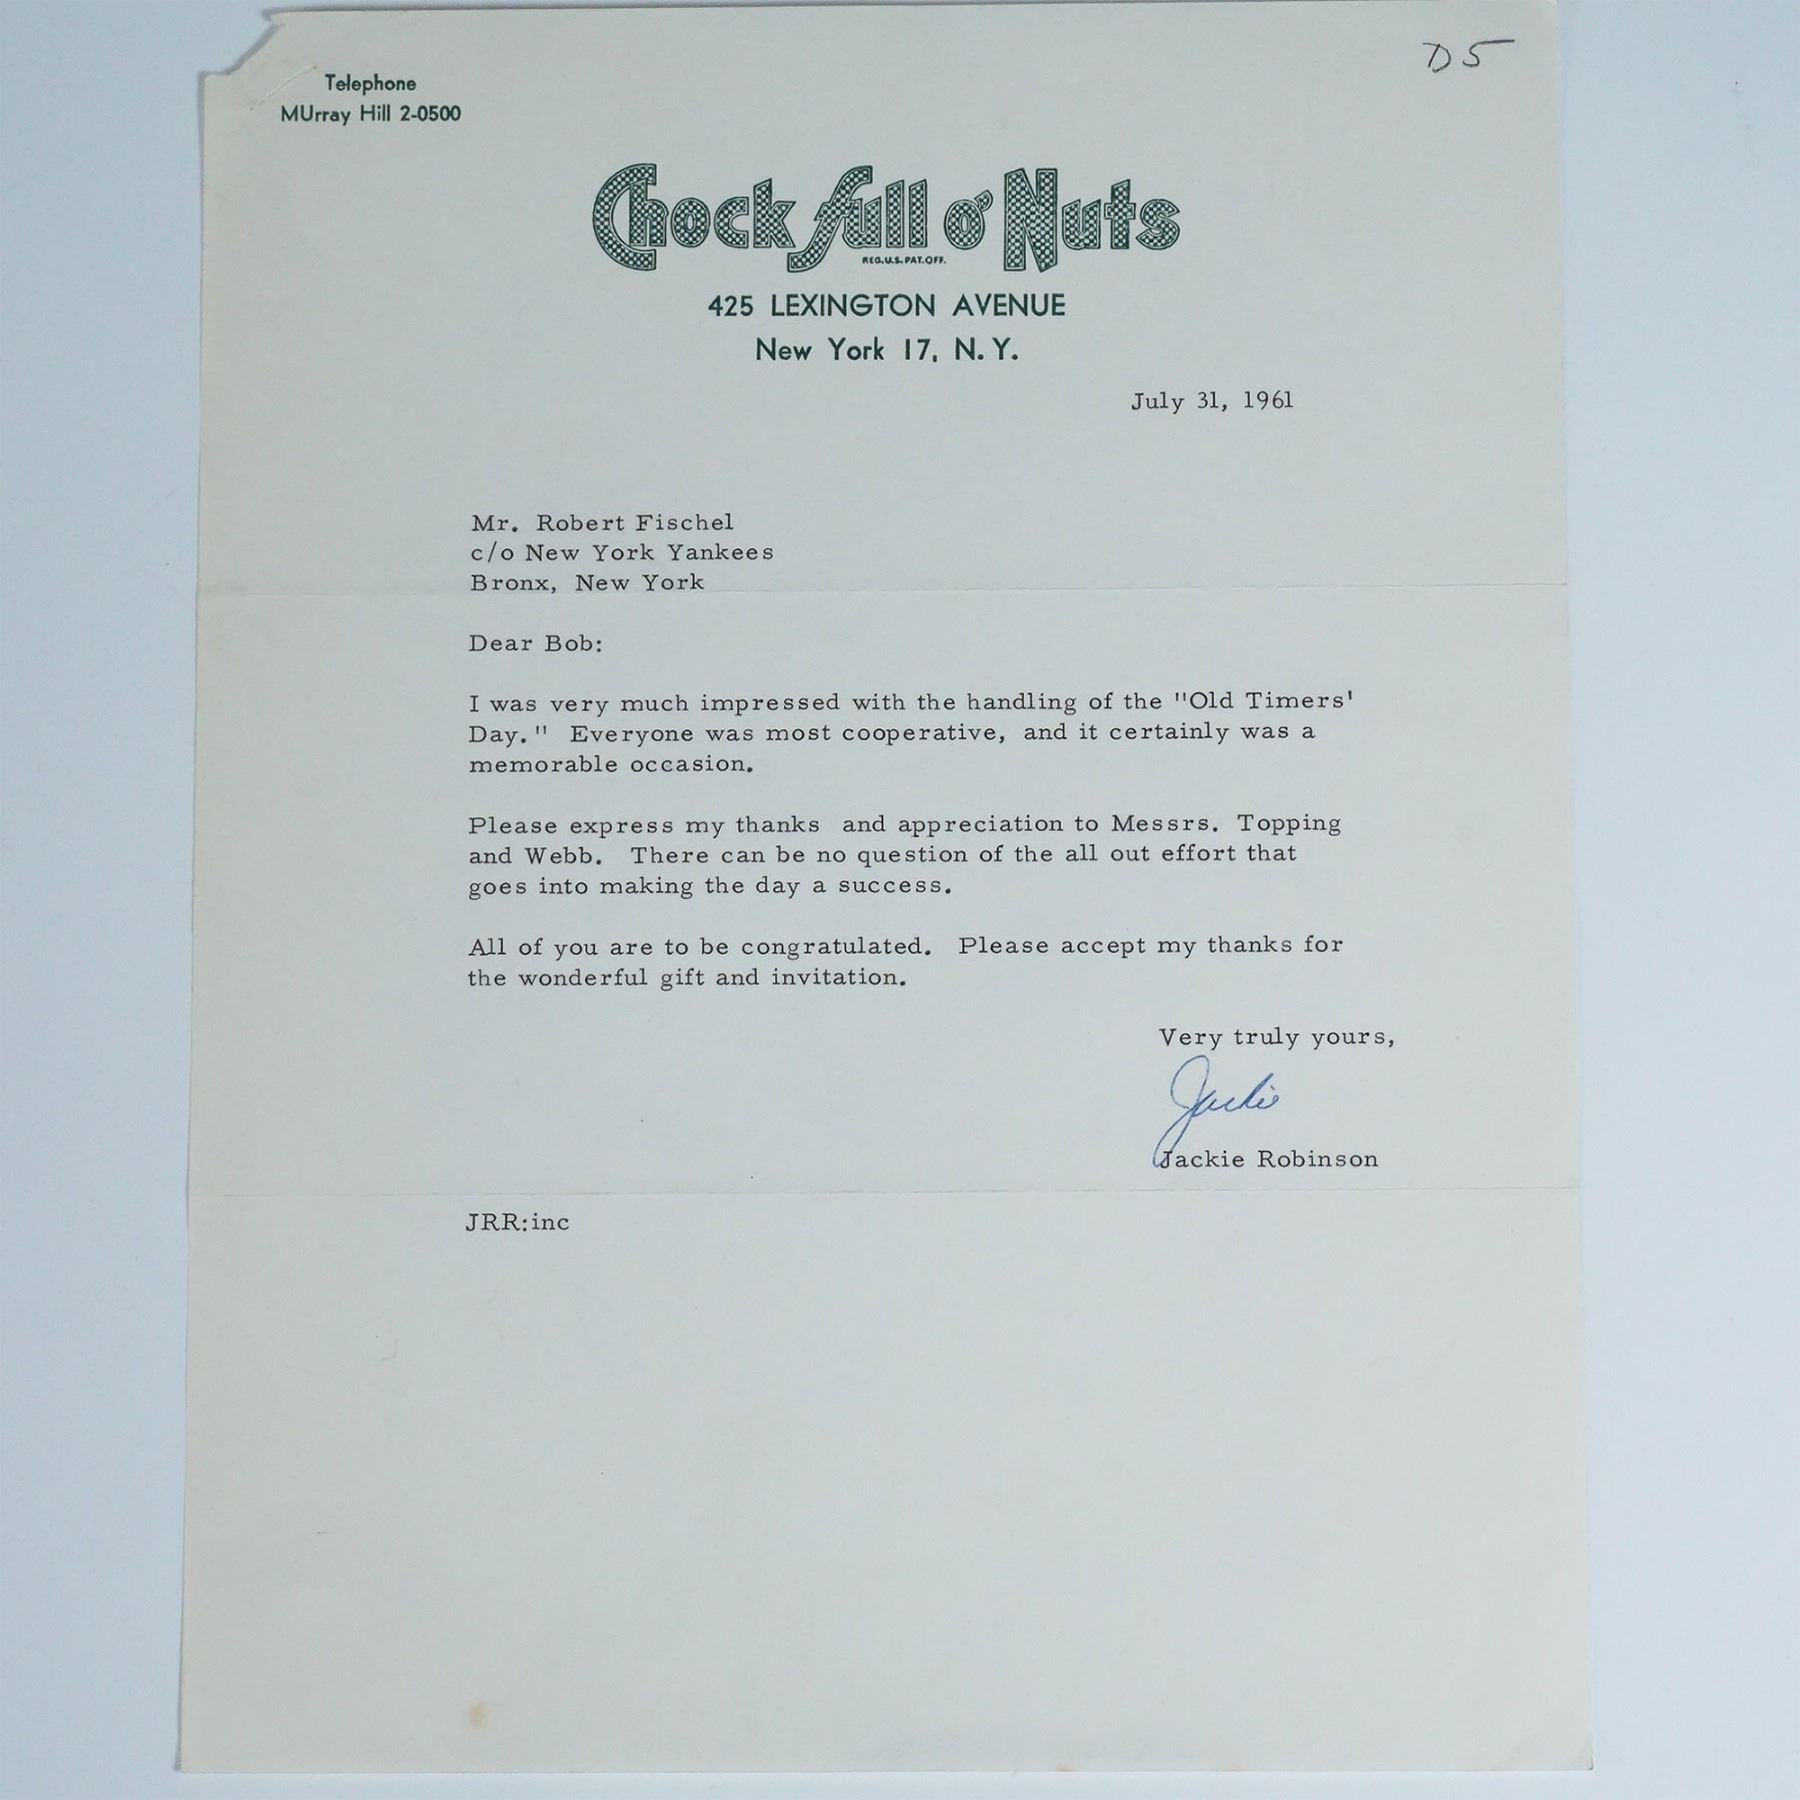 D5
Telephone
MUrray Hill 2-0500
Chock full o' Nuts
REG.U.S.PAT.OFF.
425 LEXINGTON AVENUE
New York 17, N.Y.
July 31, 1961
Mr. Robert Fischel
c/o New York Yankees
Bronx, New York
Dear Bob:
I was very much impressed with the handling of the "Old Timers'
Day." Everyone was most cooperative, and it certainly was a
memorable occasion.
Please express my thanks and appreciation to Messrs. Topping
and Webb. There can be no question of the all out effort that
goes into making the day a success.
All of you are to be congratulated. Please accept my thanks for
the wonderful gift and invitation.
Very truly yours,
Jackie
Jackie Robinson
JRR:inc